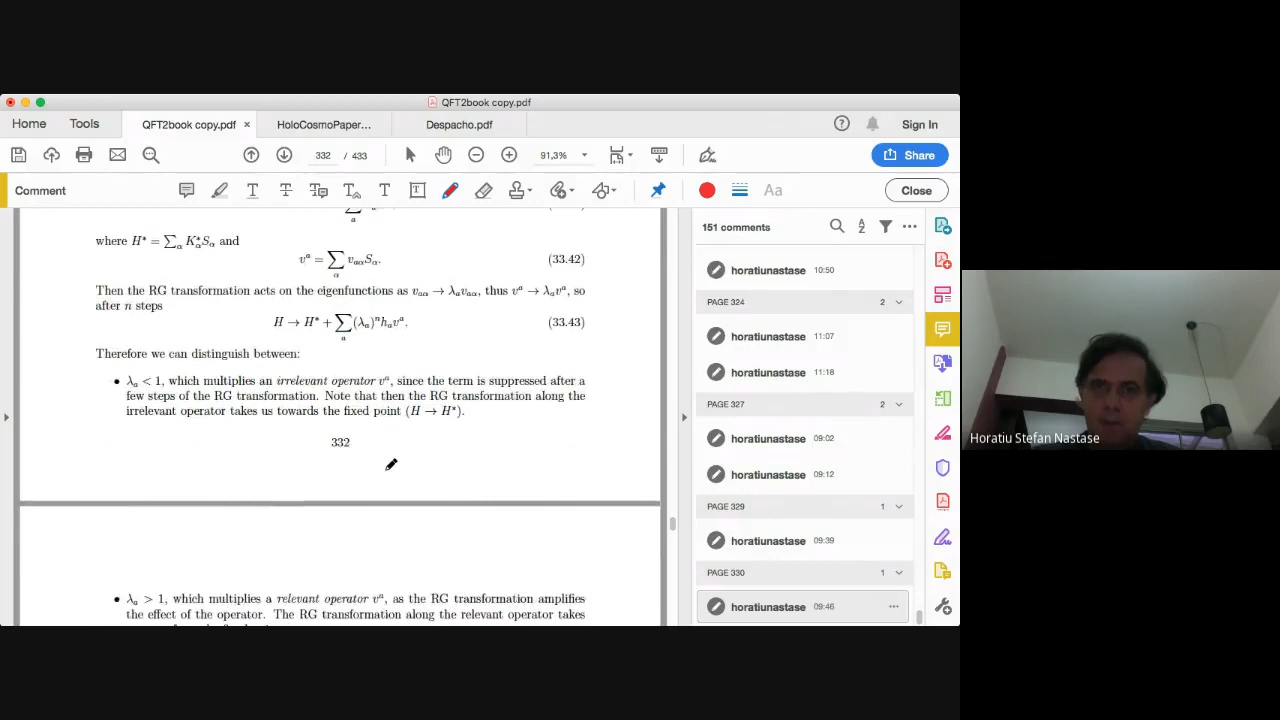 QFT2book copy.pdf
Home Tools QFT2book copy.pdf × HoloCosmoPaper... Despacho.pdf Sign In
332 / 433 91,3% Share
Comment Aa Close
where H* = ∑_α K*_α S_α and
v^a = ∑_α v_{aα} S_α. (33.42)
Then the RG transformation acts on the eigenfunctions as v_{aα} → λ_a v_{aα}, thus v^a → λ_a v^a, so
after n steps
H → H* + ∑_a (λ_a)^n h_a v^a. (33.43)
Therefore we can distinguish between:
• λ_a < 1, which multiplies an irrelevant operator v^a, since the term is suppressed after a
few steps of the RG transformation. Note that then the RG transformation along the
irrelevant operator takes us towards the fixed point (H → H*).
332
• λ_a > 1, which multiplies a relevant operator v^a, as the RG transformation amplifies
the effect of the operator. The RG transformation along the relevant operator takes
151 comments
horatiunastase 10:50
PAGE 324 2
horatiunastase 11:07
horatiunastase 11:18
PAGE 327 2
horatiunastase 09:02
horatiunastase 09:12
PAGE 329 1
horatiunastase 09:39
PAGE 330 1
horatiunastase 09:46
Horatiu Stefan Nastase